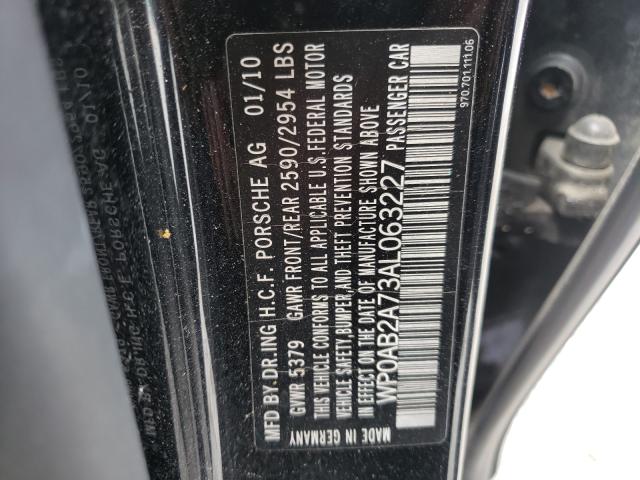 MFD BY.DR.ING H.C.F. PORSCHE AG 01/10
GVWR 5379 GAWR FRONT/REAR 2590/2954 LBS
THIS VEHICLE CONFORMS TO ALL APPLICABLE U.S.FEDERAL MOTOR
VEHICLE SAFETY,BUMPER,AND THEFT PREVENTION STANDARDS
IN EFFECT ON THE DATE OF MANUFACTURE SHOWN ABOVE
WP0AB2A73AL063227 PASSENGER CAR
MADE IN GERMANY
970.701.111.06